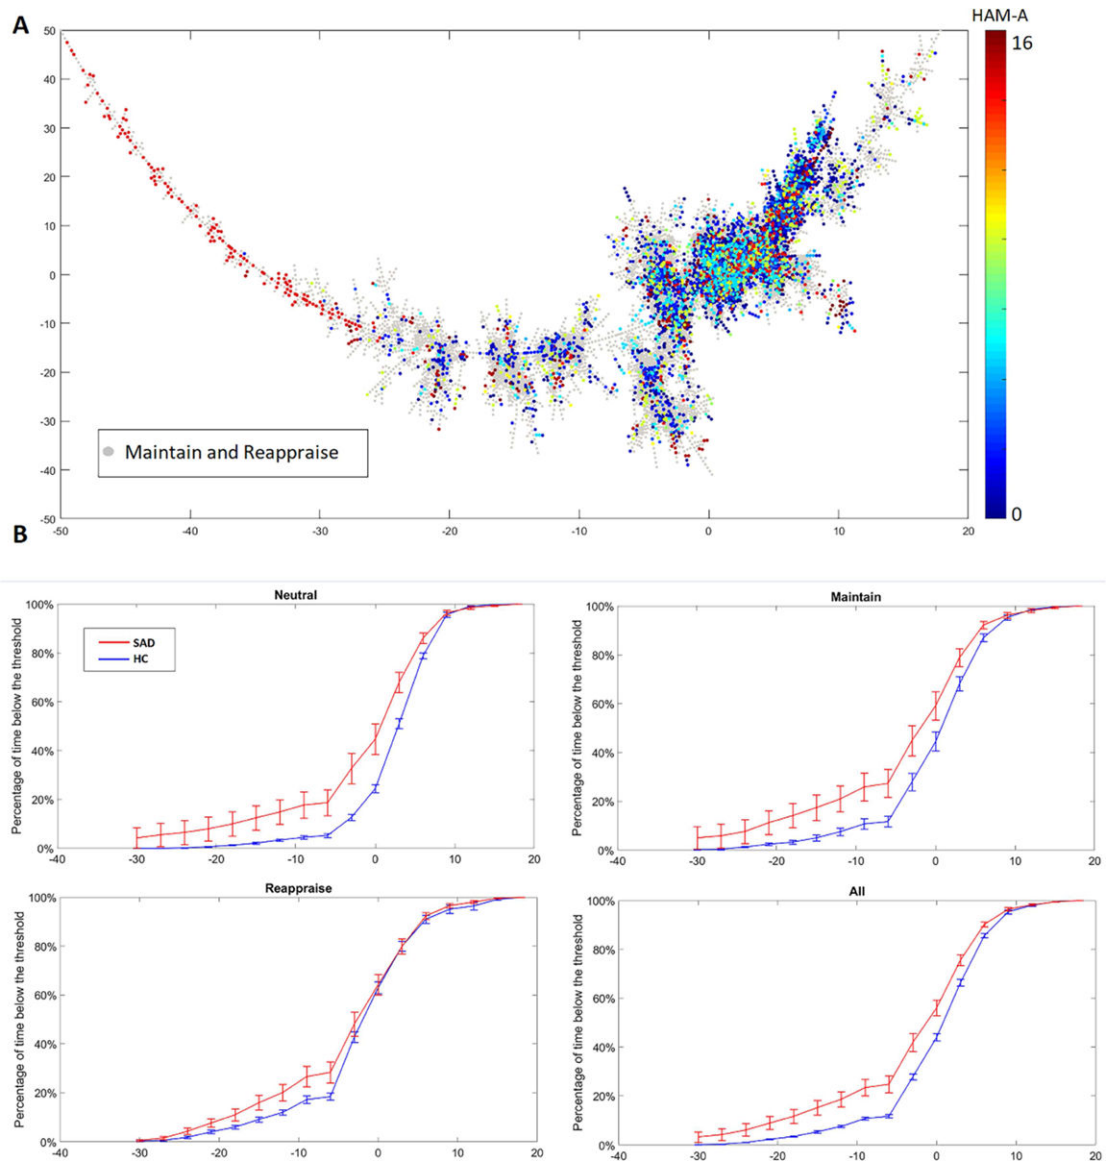 A
HAM-A
50
40
30
20
10
0
-10
-20
-30
-40
-50
-50 -40 -30 -20 -10 0 10 20
16
0
Maintain and Reappraise
B
Neutral
Percentage of time below the threshold
100%
80%
60%
40%
20%
0%
-40 -30 -20 -10 0 10 20
SAD
HC
Maintain
Percentage of time below the threshold
100%
80%
60%
40%
20%
0%
-40 -30 -20 -10 0 10 20
Reappraise
Percentage of time below the threshold
100%
80%
60%
40%
20%
0%
-40 -30 -20 -10 0 10 20
All
Percentage of time below the threshold
100%
80%
60%
40%
20%
0%
-40 -30 -20 -10 0 10 20